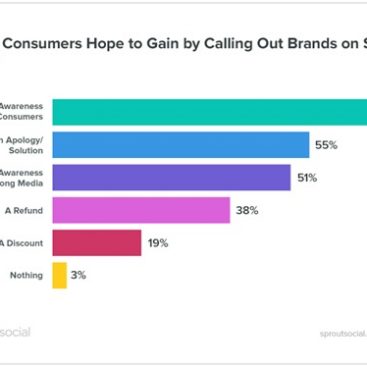 Consumers Hope to Gain by Calling Out Brands on S
Awareness
Consumers
n Apology/
Solution
55%
Awareness
ong Media
51%
A Refund
38%
A Discount
19%
Nothing
3%
social
sproutsocial.